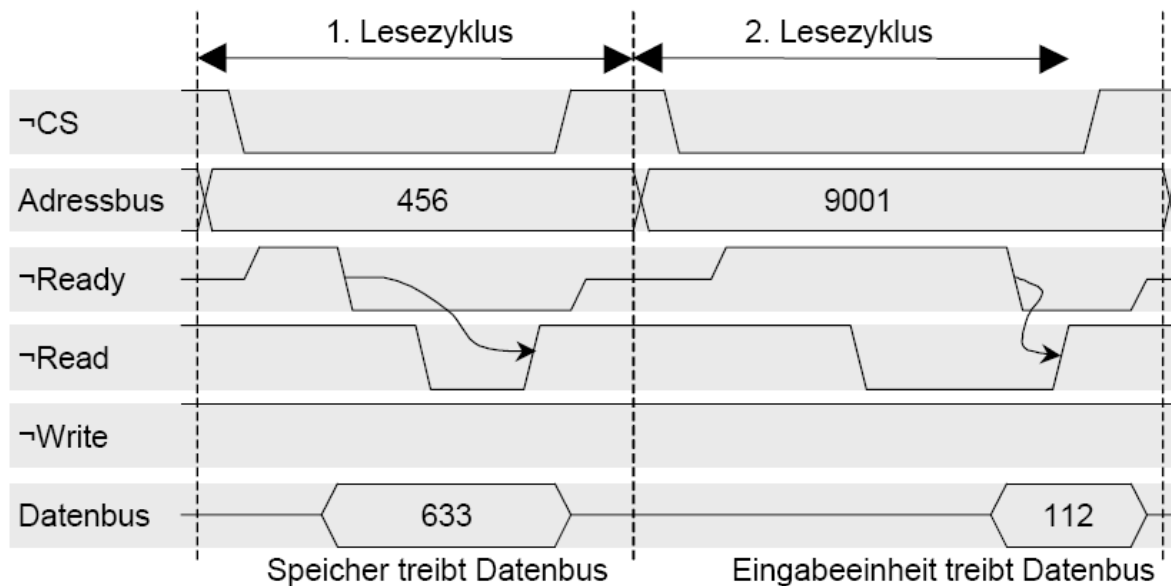 1. Lesezyklus 2. Lesezyklus
¬CS
Adressbus 456 9001
¬Ready
¬Read
¬Write
Datenbus 633 112
Speicher treibt Datenbus Eingabeeinheit treibt Datenbus